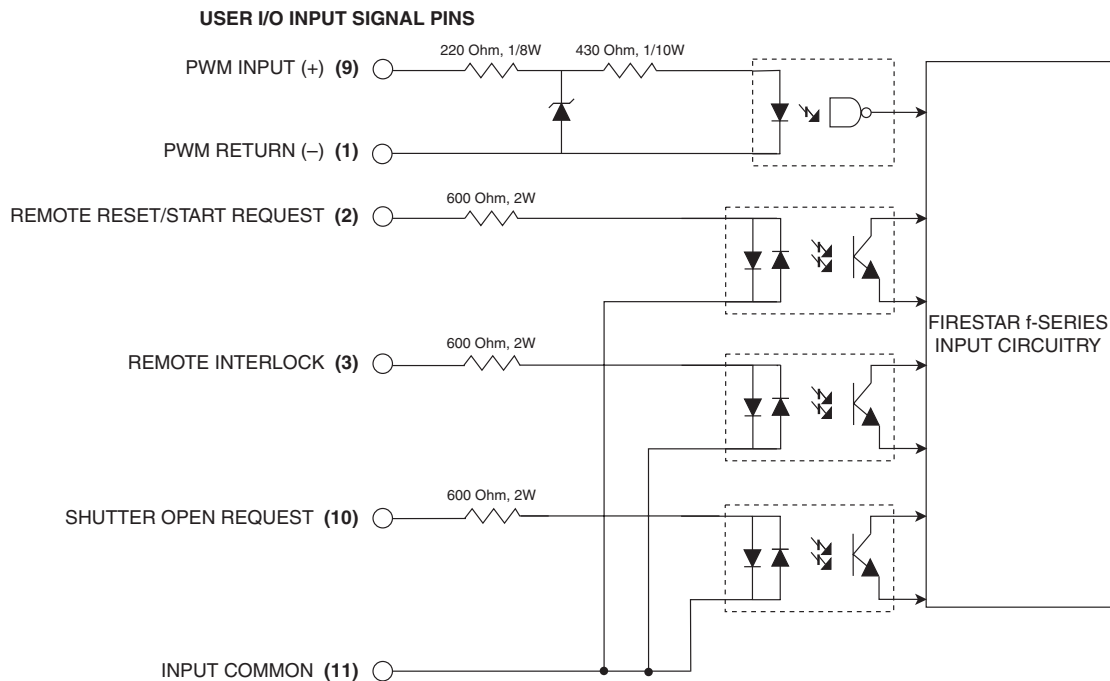 USER I/O INPUT SIGNAL PINS
220 Ohm, 1/8W
430 Ohm, 1/10W
PWM INPUT (+) (9)
PWM RETURN (–) (1)
600 Ohm, 2W
REMOTE RESET/START REQUEST (2)
FIRESTAR f-SERIES
INPUT CIRCUITRY
600 Ohm, 2W
REMOTE INTERLOCK (3)
600 Ohm, 2W
SHUTTER OPEN REQUEST (10)
INPUT COMMON (11)